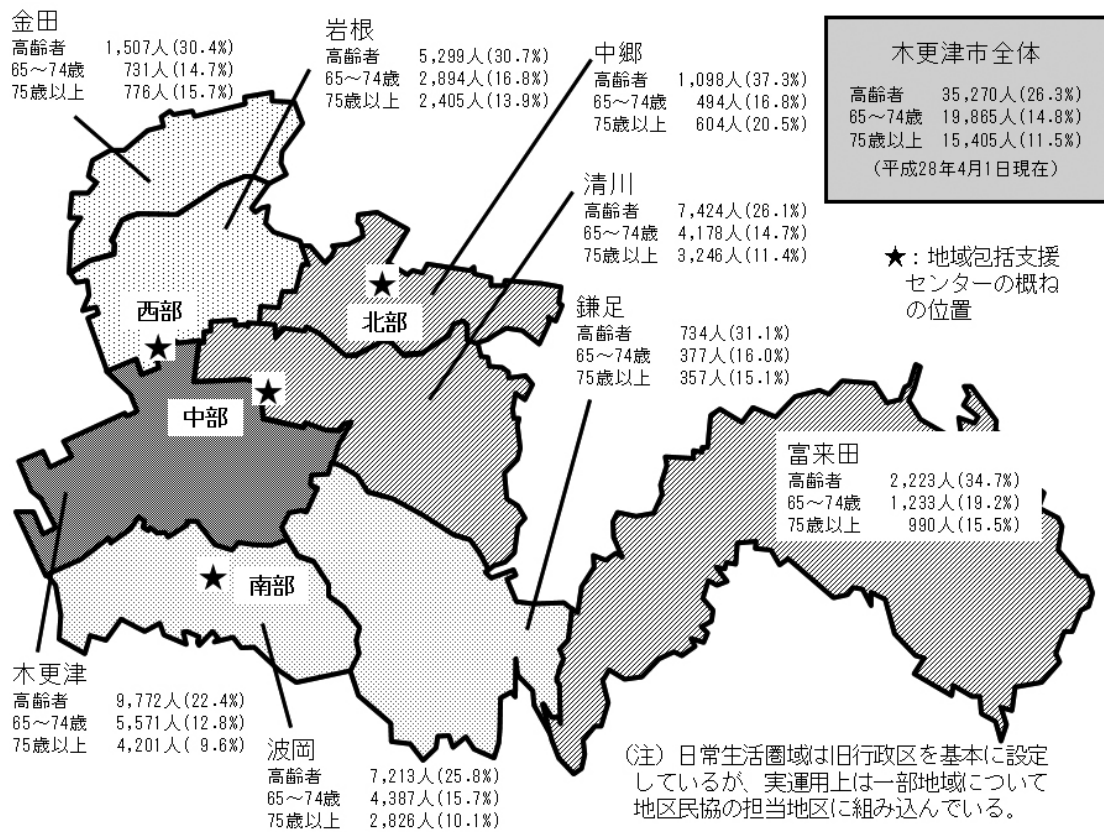 金田
高齢者 1,507人(30.4%)
65～74歳 731人(14.7%)
75歳以上 776人(15.7%)
岩根
高齢者 5,299人(30.7%)
65～74歳 2,894人(16.8%)
75歳以上 2,405人(13.9%)
中郷
高齢者 1,098人(37.3%)
65～74歳 494人(16.8%)
75歳以上 604人(20.5%)
木更津市全体
高齢者 35,270人(26.3%)
65～74歳 19,865人(14.8%)
75歳以上 15,405人(11.5%)
(平成28年4月1日現在)
清川
高齢者 7,424人(26.1%)
65～74歳 4,178人(14.7%)
75歳以上 3,246人(11.4%)
★：地域包括支援
センターの概ね
の位置
鎌足
高齢者 734人(31.1%)
65～74歳 377人(16.0%)
75歳以上 357人(15.1%)
西部
北部
中部
富来田
高齢者 2,223人(34.7%)
65～74歳 1,233人(19.2%)
75歳以上 990人(15.5%)
南部
木更津
高齢者 9,772人(22.4%)
65～74歳 5,571人(12.8%)
75歳以上 4,201人( 9.6%)
波岡
高齢者 7,213人(25.8%)
65～74歳 4,387人(15.7%)
75歳以上 2,826人(10.1%)
(注) 日常生活圏域は旧行政区を基本に設定
しているが、実運用上は一部地域について
地区民協の担当地区に組み込んでいる。